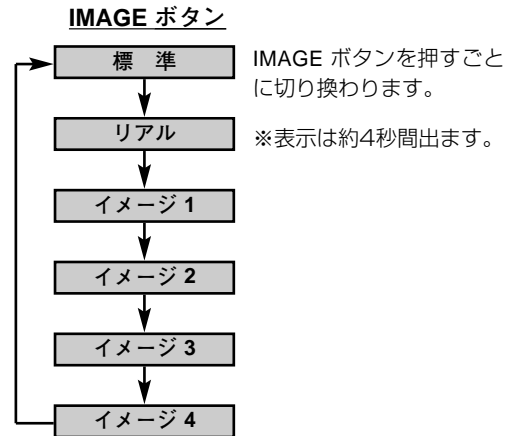 IMAGE ボタン
標 準
IMAGE ボタンを押すごと
に切り換わります。
リアル
※表示は約4秒間出ます。
イメージ 1
イメージ 2
イメージ 3
イメージ 4